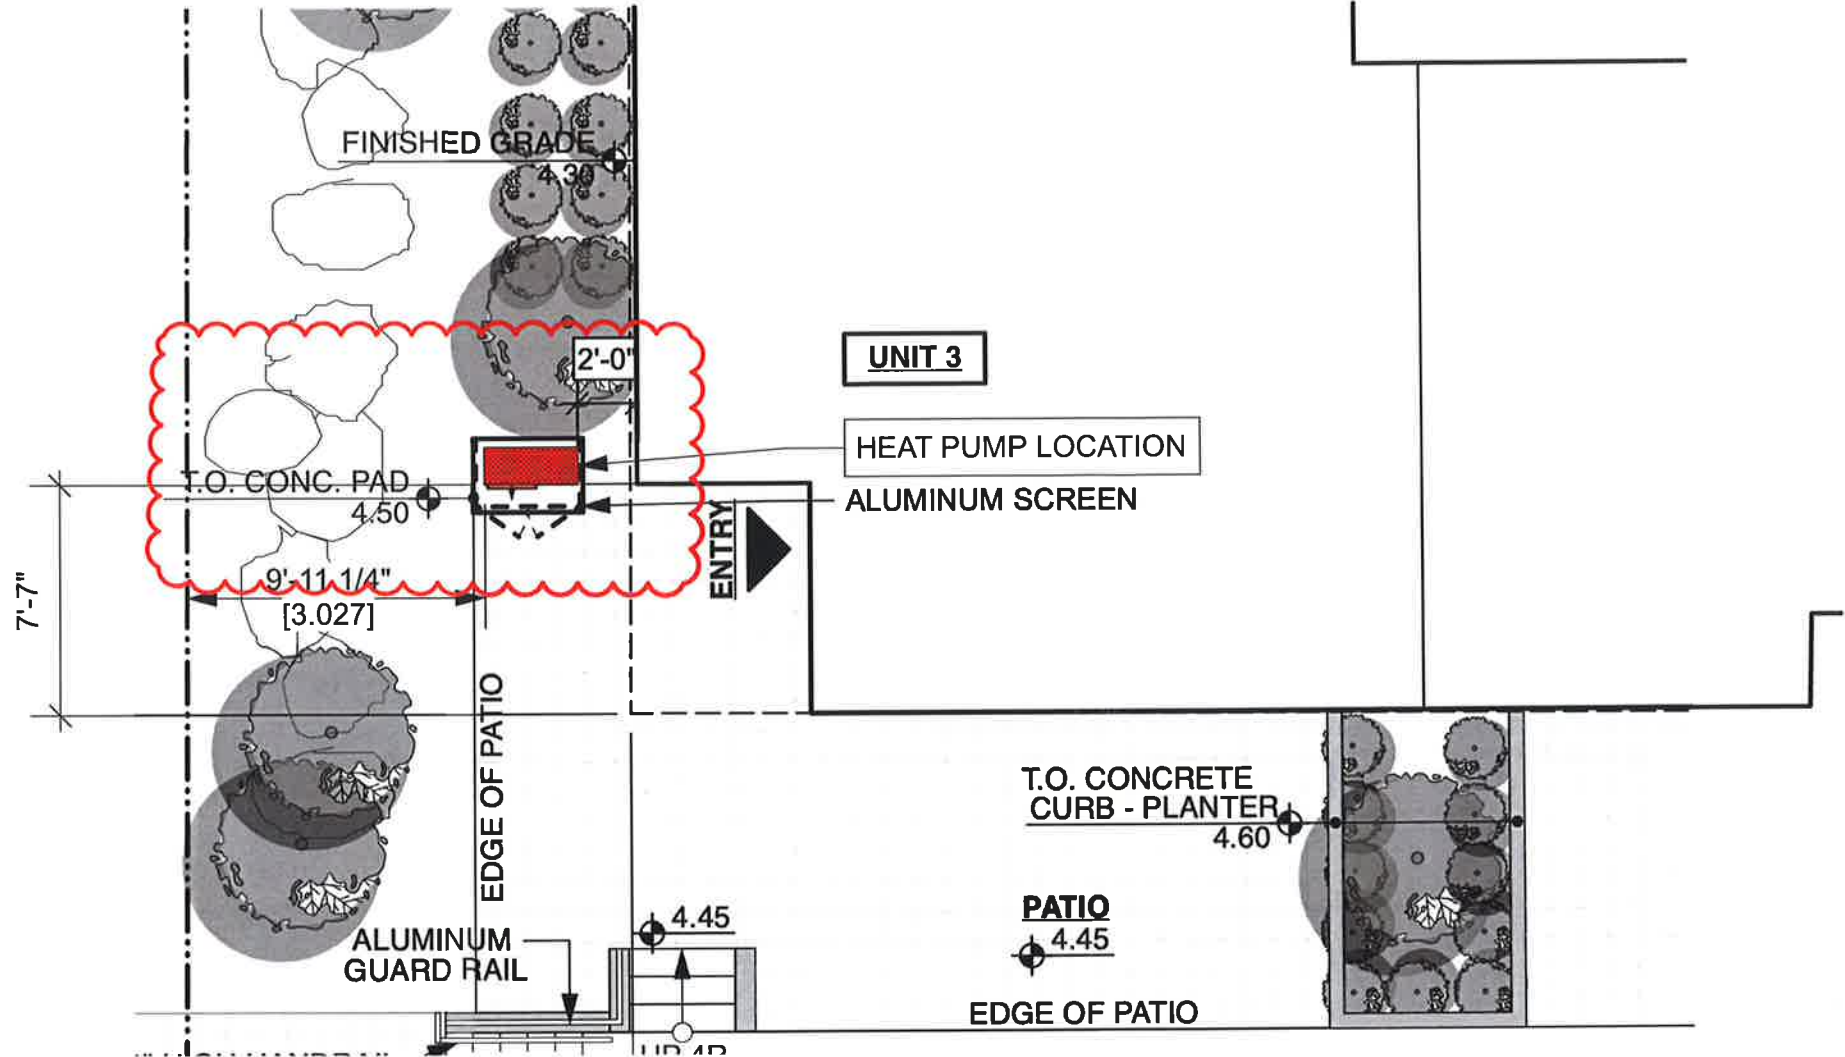 FINISHED GRADE
4.30
2'-0"
UNIT 3
HEAT PUMP LOCATION
T.O. CONC. PAD
4.50
ALUMINUM SCREEN
ENTRY
9'-11 1/4"
[3.027]
7'-7"
EDGE OF PATIO
T.O. CONCRETE
CURB - PLANTER
4.60
PATIO
4.45
4.45
ALUMINUM
GUARD RAIL
EDGE OF PATIO
UP 4R